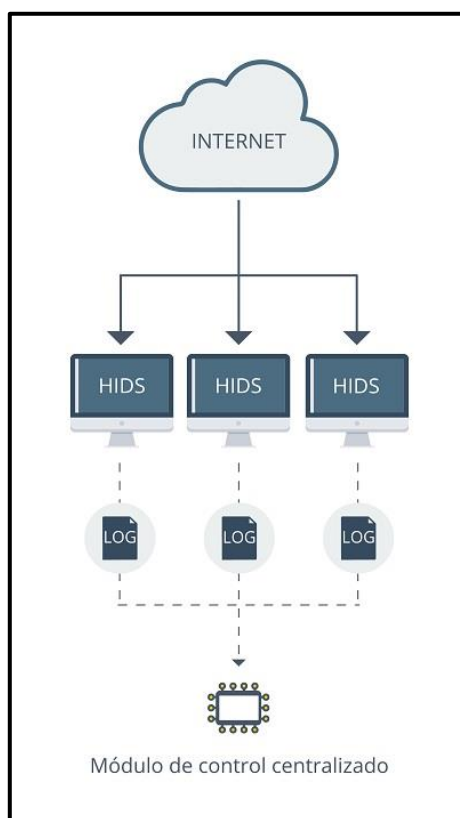 INTERNET
HIDS HIDS HIDS
LOG LOG LOG
Módulo de control centralizado